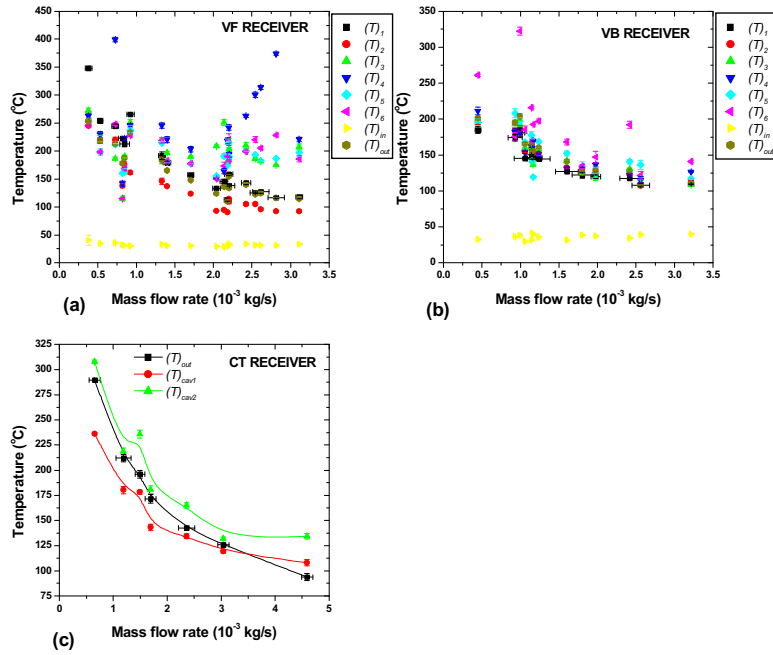 VF RECEIVER
450
400
350
300
250
200
150
100
50
0
Temperature (°C)
0.0 0.5 1.0 1.5 2.0 2.5 3.0 3.5
Mass flow rate (10⁻³ kg/s)
(a)
(T)₁
(T)₂
(T)₃
(T)₄
(T)₅
(T)₆
(T)in
(T)out
VB RECEIVER
350
300
250
200
150
100
50
0
Temperature (°C)
0.0 0.5 1.0 1.5 2.0 2.5 3.0 3.5
Mass flow rate (10⁻³ kg/s)
(b)
(T)₁
(T)₂
(T)₃
(T)₄
(T)₅
(T)₆
(T)in
(T)out
CT RECEIVER
(T)out
(T)cav1
(T)cav2
325
300
275
250
225
200
175
150
125
100
75
Temperature (°C)
0 1 2 3 4 5
Mass flow rate (10⁻³ kg/s)
(c)